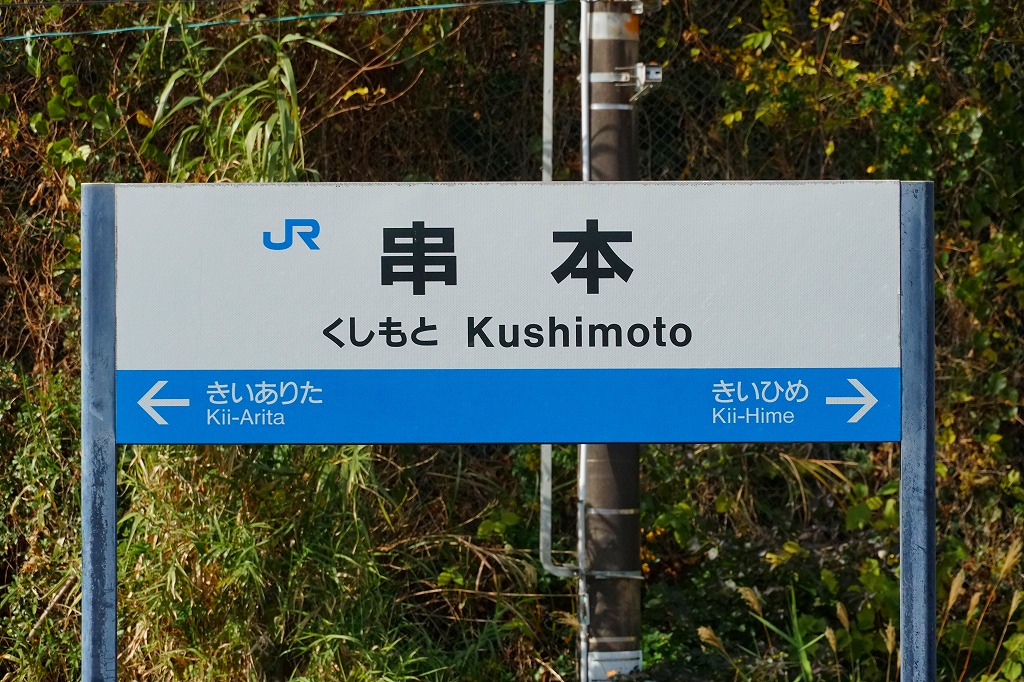 JR 串本
くしもと Kushimoto
← きいありた きいひめ →
Kii-Arita Kii-Hime